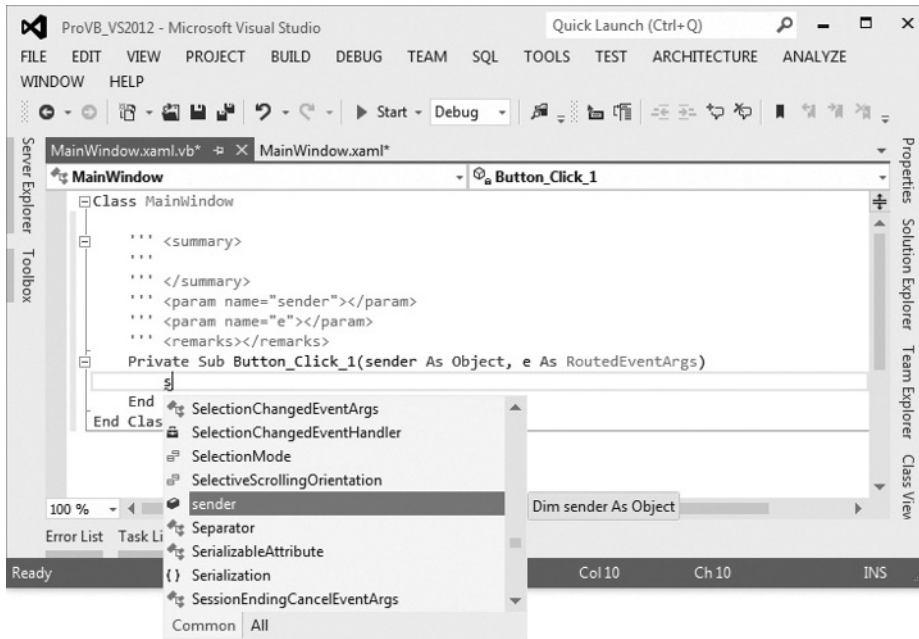 ProVB_VS2012 - Microsoft Visual Studio
Quick Launch (Ctrl+Q)
FILE EDIT VIEW PROJECT BUILD DEBUG TEAM SQL TOOLS TEST ARCHITECTURE ANALYZE
WINDOW HELP
Start Debug
Server Explorer
Toolbox
MainWindow.xaml.vb* MainWindow.xaml*
MainWindow Button_Click_1
Class MainWindow
''' <summary>
'''
''' </summary>
''' <param name="sender"></param>
''' <param name="e"></param>
''' <remarks></remarks>
Private Sub Button_Click_1(sender As Object, e As RoutedEventArgs)
s
End
End Clas
SelectionChangedEventArgs
SelectionChangedEventHandler
SelectionMode
SelectiveScrollingOrientation
sender
Dim sender As Object
Separator
SerializableAttribute
Serialization
SessionEndingCancelEventArgs
Common All
100 %
Error List Task Li
Ready Col 10 Ch 10 INS
Properties
Solution Explorer
Team Explorer
Class View